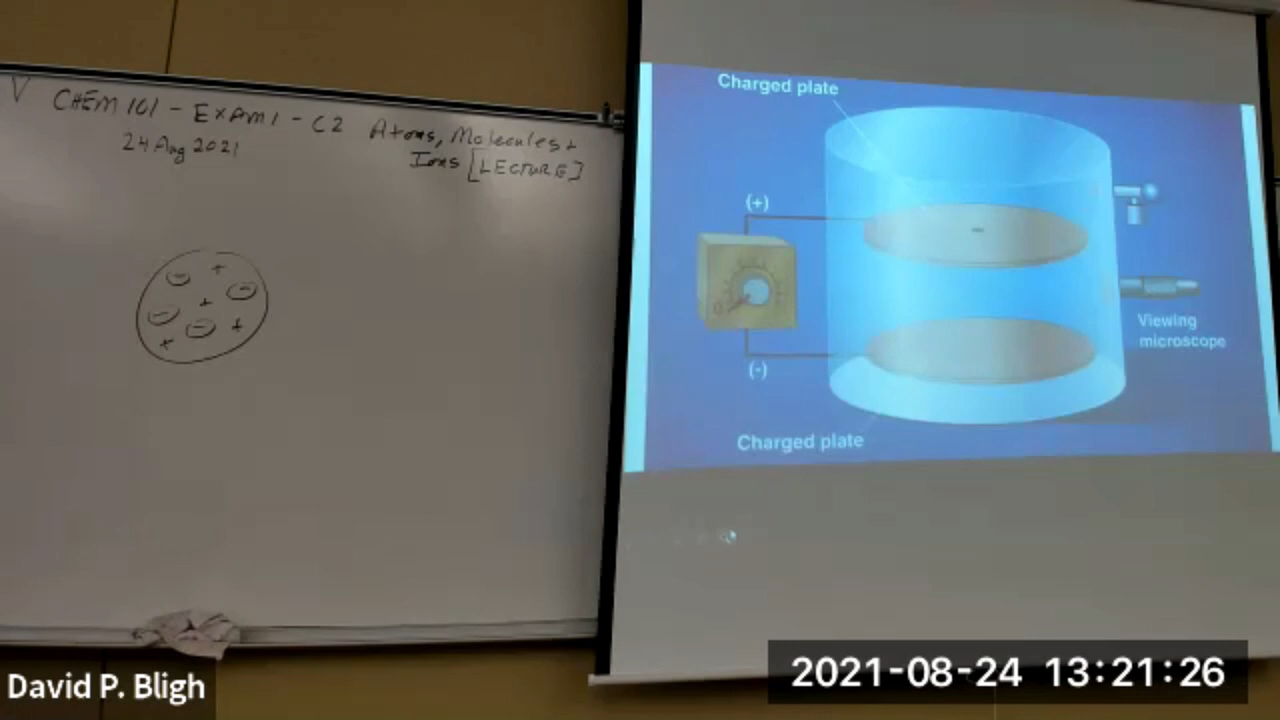 V CHEM 101 - EXAM 1 - C2 Atoms, Molecules +
24 Aug 2021 Ions [LECTURE]
- +
- + -
+ - +
Charged plate
(+)
-
0
Viewing
microscope
(-)
Charged plate
David P. Bligh
2021-08-24 13:21:26